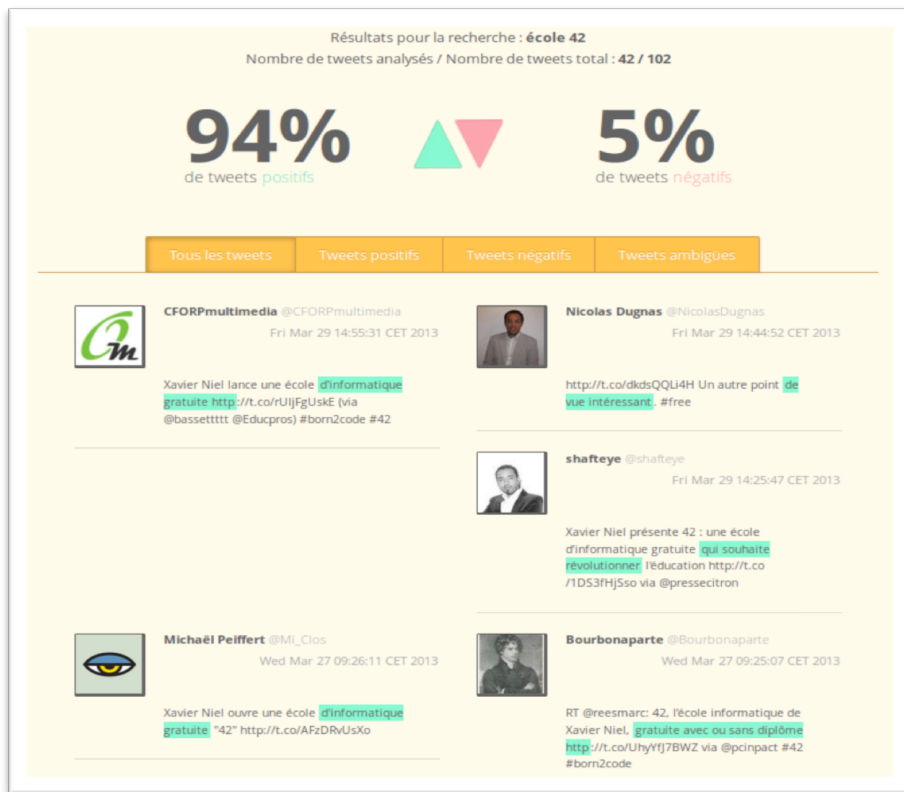 Résultats pour la recherche : école 42
Nombre de tweets analysés / Nombre de tweets total : 42 / 102
94%
de tweets positifs
5%
de tweets négatifs
Tous les tweets
Tweets positifs
Tweets négatifs
Tweets ambigües
CFORPmultimedia @CFORPmultimedia
Fri Mar 29 14:55:31 CET 2013
Xavier Niel lance une école d'informatique
gratuite http://t.co/rUIjFgUskE (via
@bassettttt @Educpros) #born2code #42
Nicolas Dugnas @NicolasDugnas
Fri Mar 29 14:44:52 CET 2013
http://t.co/dkdsQQLi4H Un autre point de
vue intéressant. #free
shafteye @shafteye
Fri Mar 29 14:25:47 CET 2013
Xavier Niel présente 42 : une école
d'informatique gratuite qui souhaite
révolutionner l'éducation http://t.co
/1DS3fHjSso via @pressecitron
Michaël Peiffert @Mi_Clos
Wed Mar 27 09:26:11 CET 2013
Xavier Niel ouvre une école d'informatique
gratuite "42" http://t.co/AFzDRvUsXo
Bourbonaparte @Bourbonaparte
Wed Mar 27 09:25:07 CET 2013
RT @reesmarc: 42, l'école informatique de
Xavier Niel, gratuite avec ou sans diplôme
http://t.co/UhyYfJ7BWZ via @pcinpact #42
#born2code